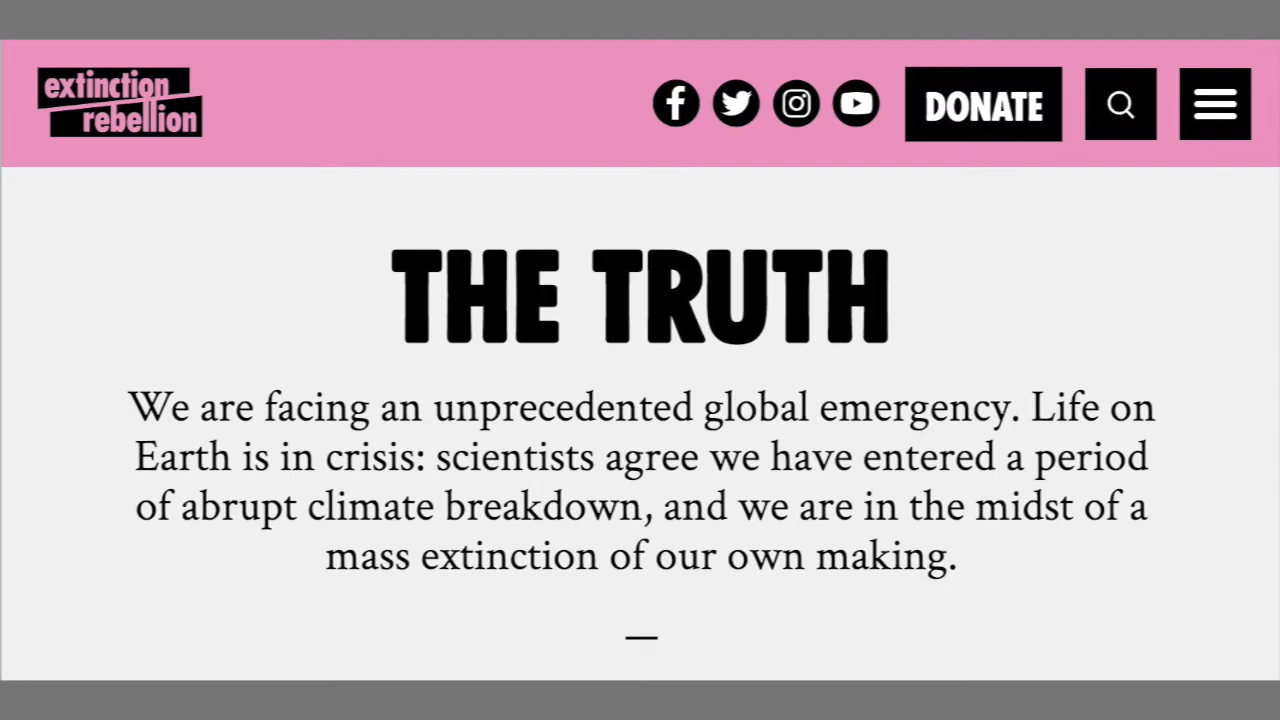 extinction
rebellion
DONATE
THE TRUTH
We are facing an unprecedented global emergency. Life on
Earth is in crisis: scientists agree we have entered a period
of abrupt climate breakdown, and we are in the midst of a
mass extinction of our own making.